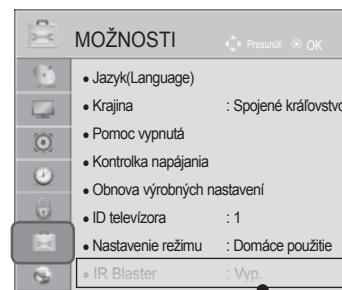 MOŽNOSTI Presunúť OK
• Jazyk(Language)
• Krajina : Spojené kráľovstvo
• Pomoc vypnutá
• Kontrolka napájania
• Obnova výrobných nastavení
• ID televízora : 1
• Nastavenie režimu : Domáce použitie
• IR Blaster : Vyp.